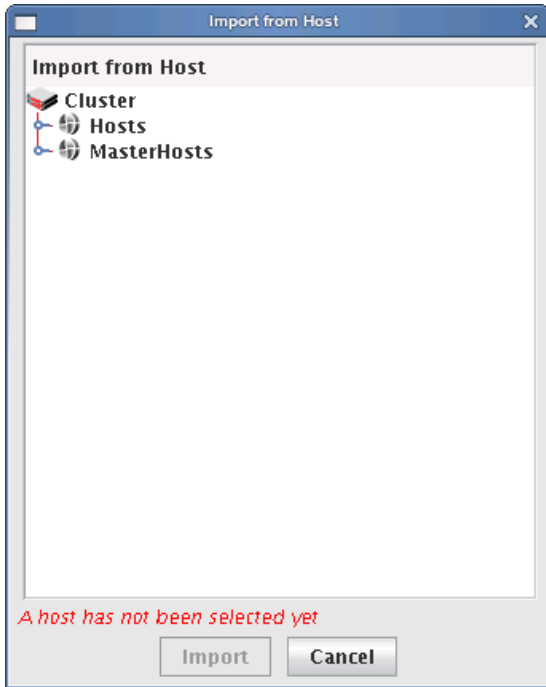 Import from Host
Import from Host
Cluster
Hosts
MasterHosts
A host has not been selected yet
Import Cancel